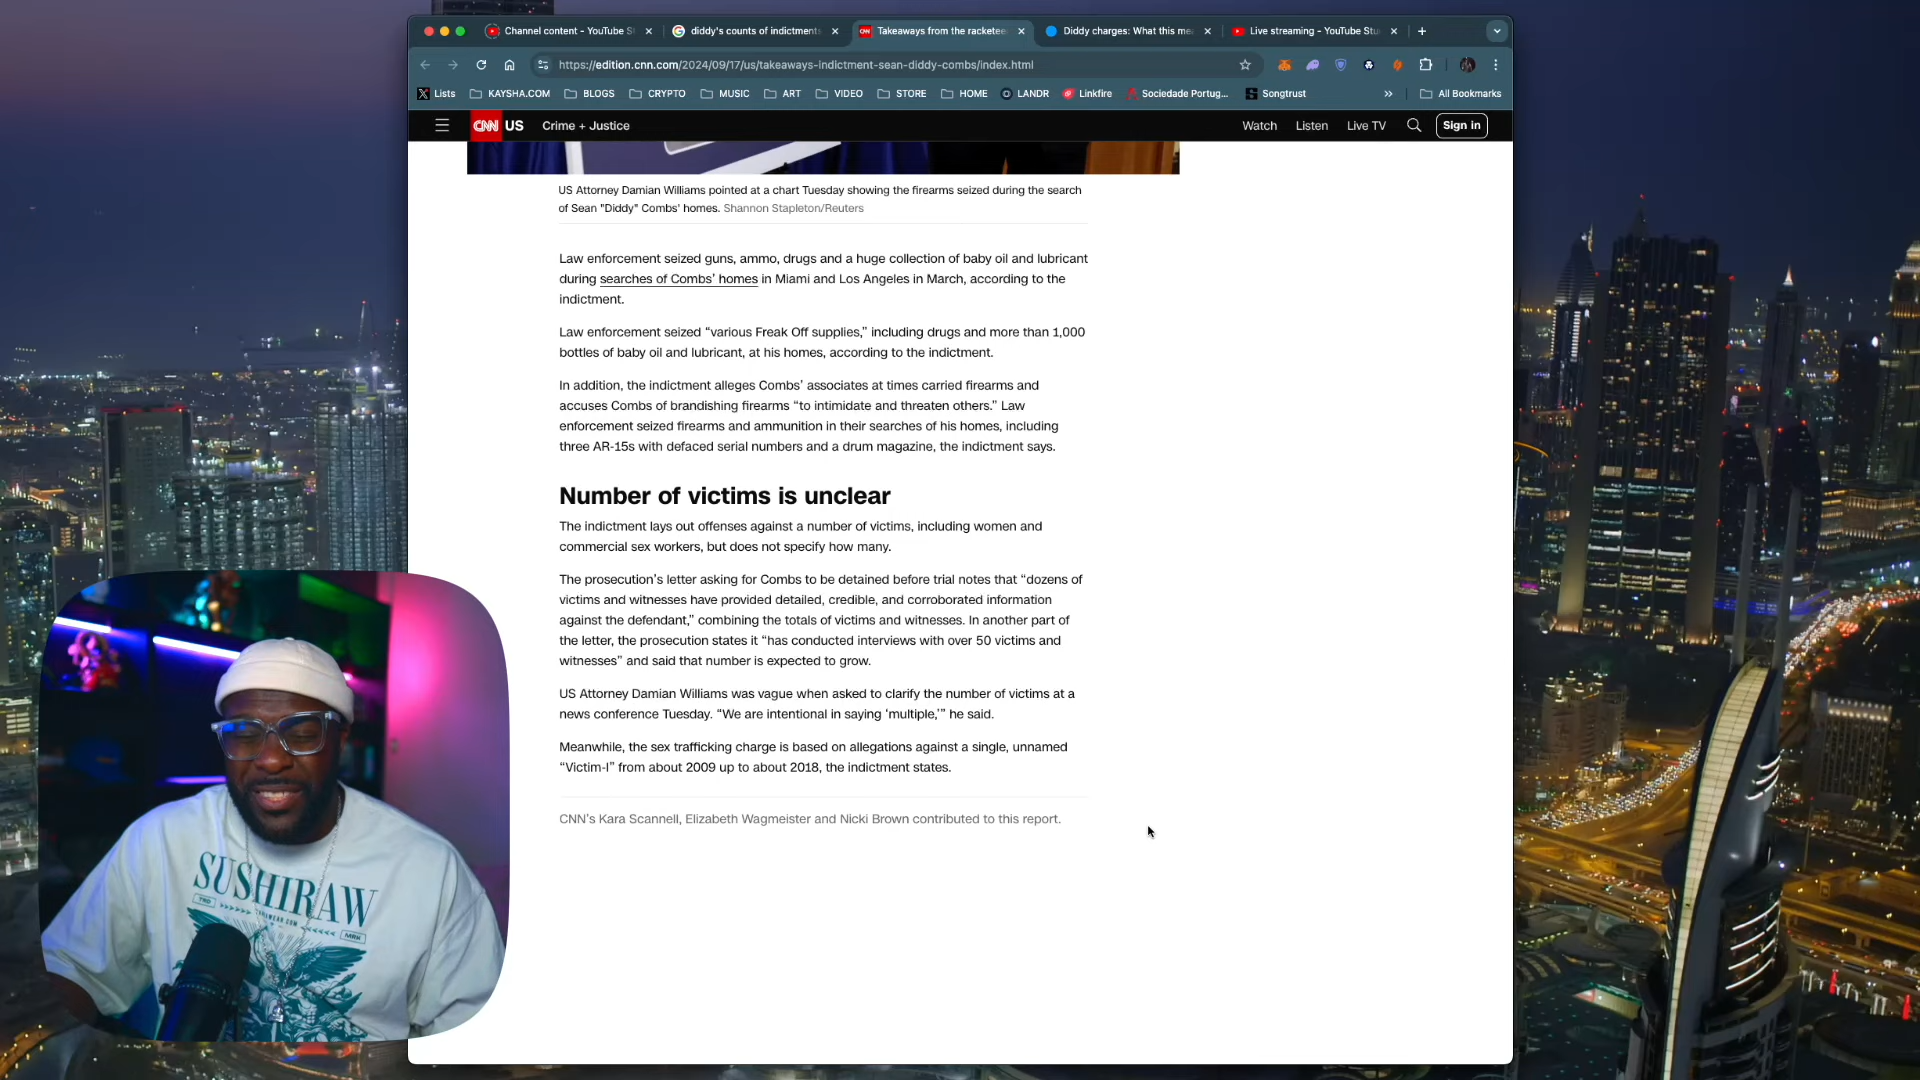 Channel content - YouTube St
diddy's counts of indictments
Takeaways from the racketee
Diddy charges: What this me
Live streaming - YouTube Stu
https://edition.cnn.com/2024/09/17/us/takeaways-indictment-sean-diddy-combs/index.html
Lists KAYSHA.COM BLOGS CRYPTO MUSIC ART VIDEO STORE HOME LANDR Linkfire Sociedade Portug... Songtrust » All Bookmarks
CNN US Crime + Justice Watch Listen Live TV Sign in
US Attorney Damian Williams pointed at a chart Tuesday showing the firearms seized during the search
of Sean "Diddy" Combs' homes. Shannon Stapleton/Reuters
Law enforcement seized guns, ammo, drugs and a huge collection of baby oil and lubricant
during searches of Combs’ homes in Miami and Los Angeles in March, according to the
indictment.
Law enforcement seized “various Freak Off supplies,” including drugs and more than 1,000
bottles of baby oil and lubricant, at his homes, according to the indictment.
In addition, the indictment alleges Combs’ associates at times carried firearms and
accuses Combs of brandishing firearms “to intimidate and threaten others.” Law
enforcement seized firearms and ammunition in their searches of his homes, including
three AR-15s with defaced serial numbers and a drum magazine, the indictment says.
Number of victims is unclear
The indictment lays out offenses against a number of victims, including women and
commercial sex workers, but does not specify how many.
The prosecution’s letter asking for Combs to be detained before trial notes that “dozens of
victims and witnesses have provided detailed, credible, and corroborated information
against the defendant,” combining the totals of victims and witnesses. In another part of
the letter, the prosecution states it “has conducted interviews with over 50 victims and
witnesses” and said that number is expected to grow.
US Attorney Damian Williams was vague when asked to clarify the number of victims at a
news conference Tuesday. “We are intentional in saying ‘multiple,’” he said.
Meanwhile, the sex trafficking charge is based on allegations against a single, unnamed
“Victim-I” from about 2009 up to about 2018, the indictment states.
CNN’s Kara Scannell, Elizabeth Wagmeister and Nicki Brown contributed to this report.
SUSHIRAW
TRD
MRK